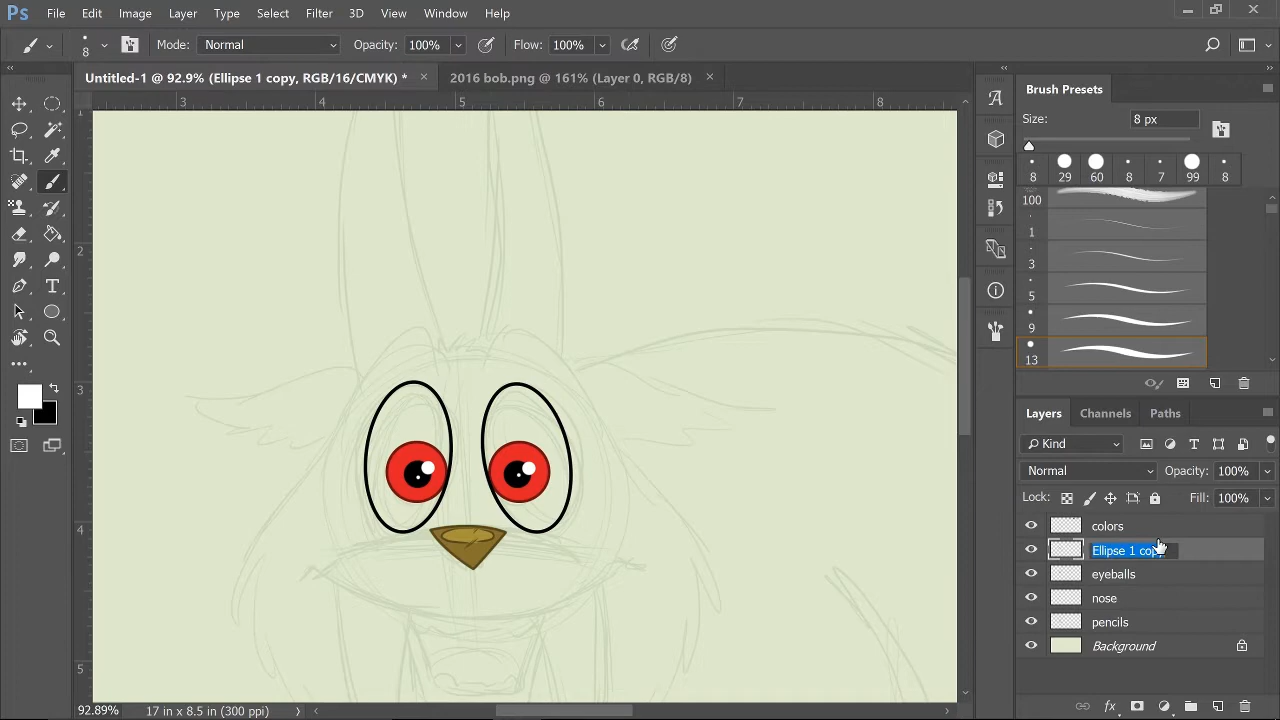 Ps File Edit Image Layer Type Select Filter 3D View Window Help
8 Mode: Normal Opacity: 100% Flow: 100%
Untitled-1 @ 92.9% (Ellipse 1 copy, RGB/16/CMYK) * × 2016 bob.png @ 161% (Layer 0, RGB/8) ×
3 4 5 6 7 8
1
2
3
4
5
92.89% 17 in x 8.5 in (300 ppi)
Brush Presets
Size: 8 px
8 29 60 8 7 99 8
100
1
3
5
9
13
Layers Channels Paths
Kind
Normal Opacity: 100%
Lock: Fill: 100%
colors
Ellipse 1 copy
eyeballs
nose
pencils
Background